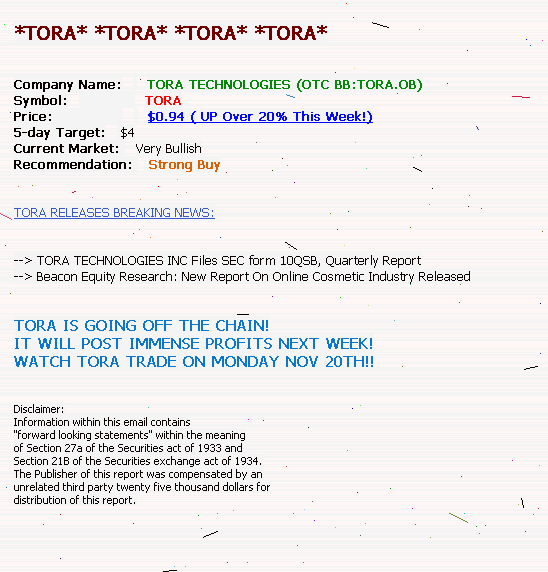 *TORA* *TORA* *TORA* *TORA*
Company Name: TORA TECHNOLOGIES (OTC BB:TORA.OB)
Symbol: TORA
Price: $0.94 ( UP Over 20% This Week!)
5-day Target: $4
Current Market: Very Bullish
Recommendation: Strong Buy
TORA RELEASES BREAKING NEWS:
--> TORA TECHNOLOGIES INC Files SEC form 10QSB, Quarterly Report
--> Beacon Equity Research: New Report On Online Cosmetic Industry Released
TORA IS GOING OFF THE CHAIN!
IT WILL POST IMMENSE PROFITS NEXT WEEK!
WATCH TORA TRADE ON MONDAY NOV 20TH!!
Disclaimer:
Information within this email contains
"forward looking statements" within the meaning
of Section 27a of the Securities act of 1933 and
Section 21B of the Securities exchange act of 1934.
The Publisher of this report was compensated by an
unrelated third party twenty five thousand dollars for
distribution of this report.